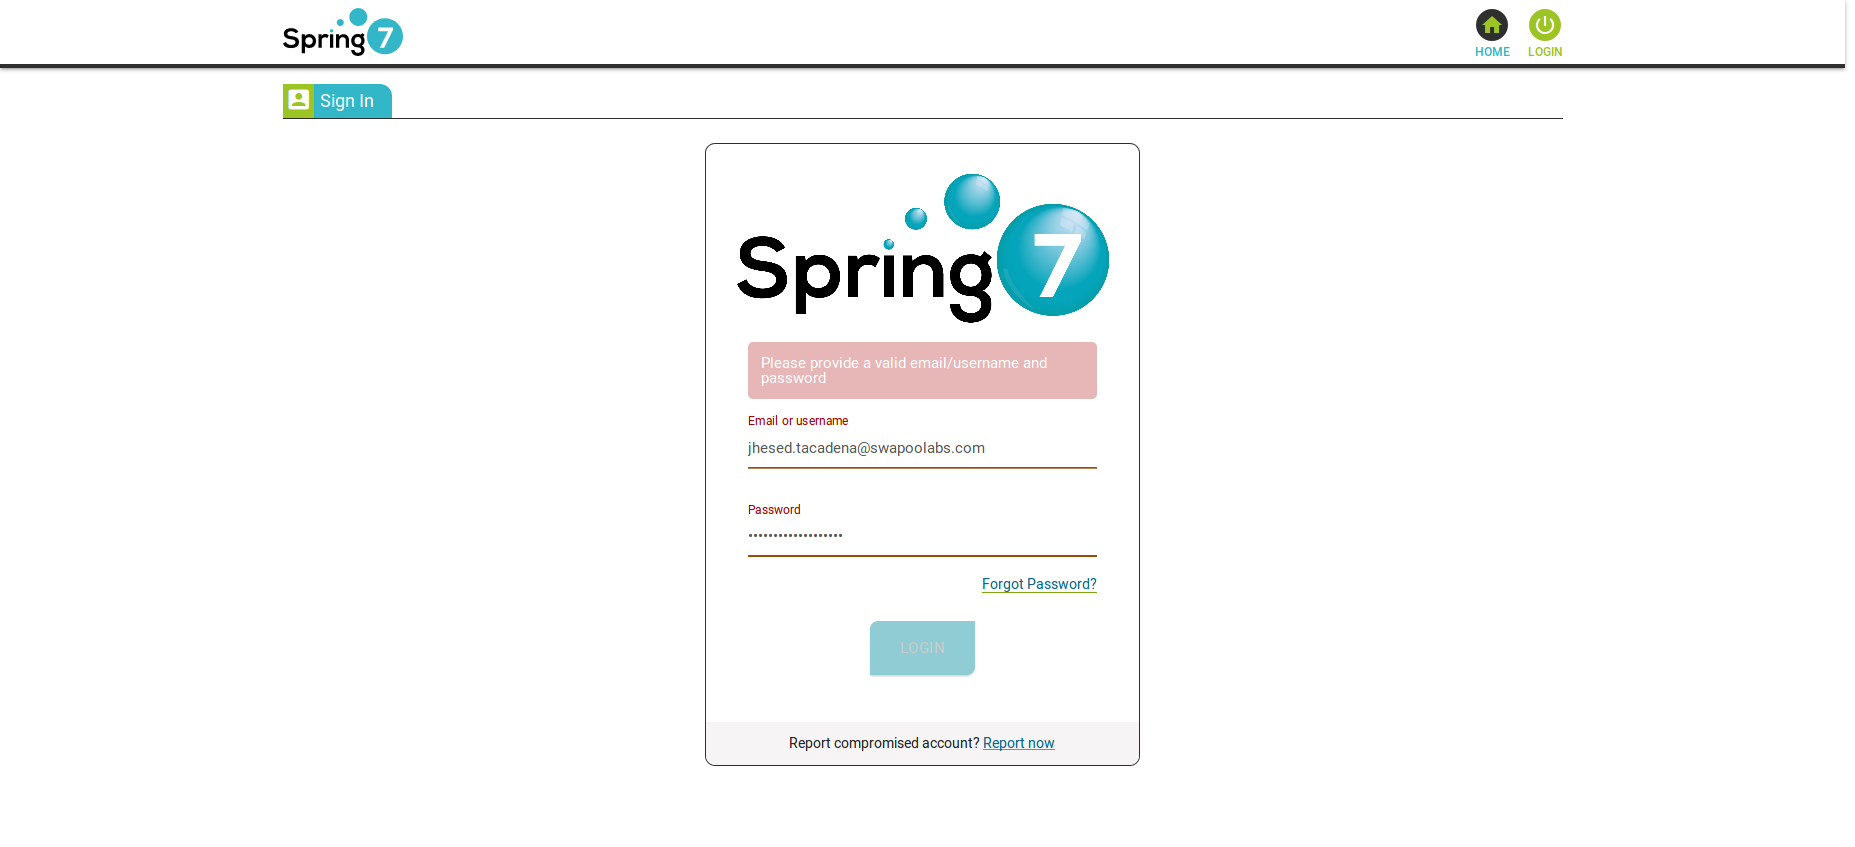 Spring 7
HOME
LOGIN
Sign In
Spring 7
Please provide a valid email/username and
password
Email or username
jhesed.tacadena@swapoolabs.com
Password
•••••••••••••••••••
Forgot Password?
LOGIN
Report compromised account? Report now